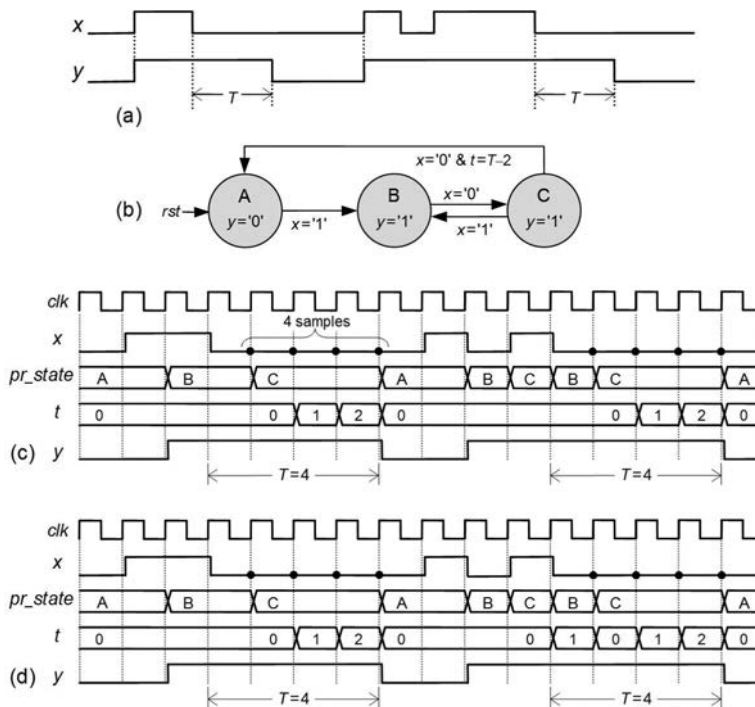 x
y
T
T
(a)
x='0' & t=T–2
A
B
C
x='0'
(b)
rst
y='0'
x='1'
y='1'
x='1'
y='1'
clk
4 samples
x
pr_state
A B C A B C B C A
t
0 0 1 2 0 0 1 2 0
(c)
y
T=4
T=4
clk
x
pr_state
A B C A B C B C A
t
0 0 1 2 0 0 1 0 1 2 0
(d)
y
T=4
T=4